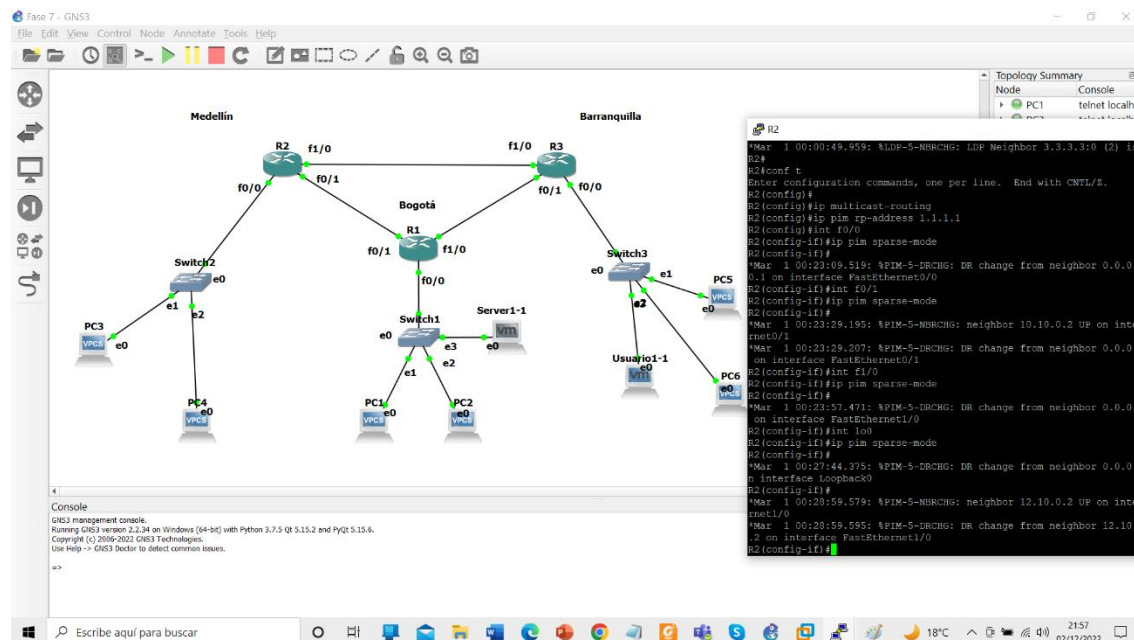 Fase 7 - GNS3
File Edit View Control Node Annotate Tools Help
Topology Summary
Node Console
PC1 telnet localh
Medellín
Barranquilla
R2 f1/0
f1/0 R3
f0/0
f0/1
f0/1 f0/0
Bogotá
R1
f0/1 f1/0
f0/0
Switch2
e0
e1
e2
PC3
VPCS
e0
PC4
e0
VPCS
Switch1
e0
e3
e1
e2
Server1-1
vm
e0
PC1
e0
VPCS
PC2
e0
VPCS
Switch3
e0
e1
e2
PC5
VPCS
e0
Usuario1-1
e0
vm
PC6
e0
VPCS
R2
*Mar 1 00:00:49.959: %LDP-5-NBRCHG: LDP Neighbor 3.3.3.3:0 (2) is
R2#
R2#conf t
Enter configuration commands, one per line. End with CNTL/Z.
R2(config)#
R2(config)#ip multicast-routing
R2(config)#ip pim rp-address 1.1.1.1
R2(config)#int f0/0
R2(config-if)#ip pim sparse-mode
R2(config-if)#
*Mar 1 00:23:09.519: %PIM-5-DRCHG: DR change from neighbor 0.0.0
0.1 on interface FastEthernet0/0
R2(config-if)#int f0/1
R2(config-if)#ip pim sparse-mode
R2(config-if)#
*Mar 1 00:23:29.195: %PIM-5-NBRCHG: neighbor 10.10.0.2 UP on inte
rnet0/1
*Mar 1 00:23:29.207: %PIM-5-DRCHG: DR change from neighbor 0.0.0
on interface FastEthernet0/1
R2(config-if)#int f1/0
R2(config-if)#ip pim sparse-mode
R2(config-if)#
*Mar 1 00:23:57.471: %PIM-5-DRCHG: DR change from neighbor 0.0.0
on interface FastEthernet1/0
R2(config-if)#int lo0
R2(config-if)#ip pim sparse-mode
R2(config-if)#
*Mar 1 00:27:44.375: %PIM-5-DRCHG: DR change from neighbor 0.0.0
n interface Loopback0
R2(config-if)#
*Mar 1 00:28:59.579: %PIM-5-NBRCHG: neighbor 12.10.0.2 UP on inte
rnet1/0
*Mar 1 00:28:59.595: %PIM-5-DRCHG: DR change from neighbor 12.10
.2 on interface FastEthernet1/0
R2(config-if)#
Console
GNS3 management console.
Running GNS3 version 2.2.34 on Windows (64-bit) with Python 3.7.5 Qt 5.15.2 and PyQt 5.15.6.
Copyright (c) 2006-2022 GNS3 Technologies.
Use Help -> GNS3 Doctor to detect common issues.
=>
Escribe aquí para buscar
18°C
21:57
02/12/2022